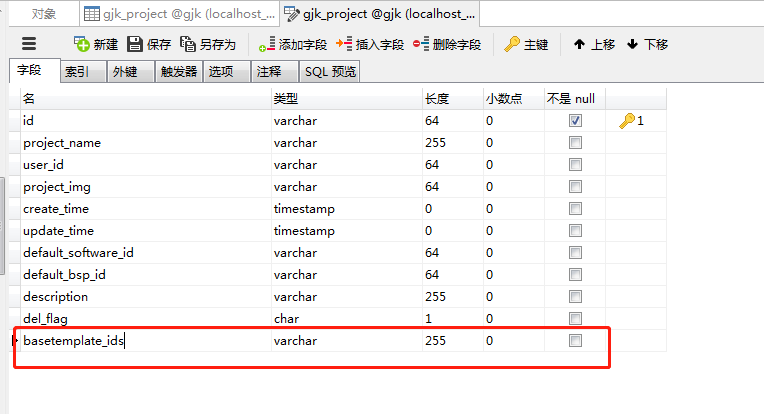 对象 gjk_project @gjk (localhost_... gjk_project @gjk (localhost_...
新建 保存 另存为 添加字段 插入字段 删除字段 主键 上移 下移
字段 索引 外键 触发器 选项 注释 SQL 预览
名 类型 长度 小数点 不是 null
id varchar 64 0 1
project_name varchar 255 0
user_id varchar 64 0
project_img varchar 64 0
create_time timestamp 0 0
update_time timestamp 0 0
default_software_id varchar 64 0
default_bsp_id varchar 64 0
description varchar 255 0
del_flag char 1 0
basetemplate_ids varchar 255 0